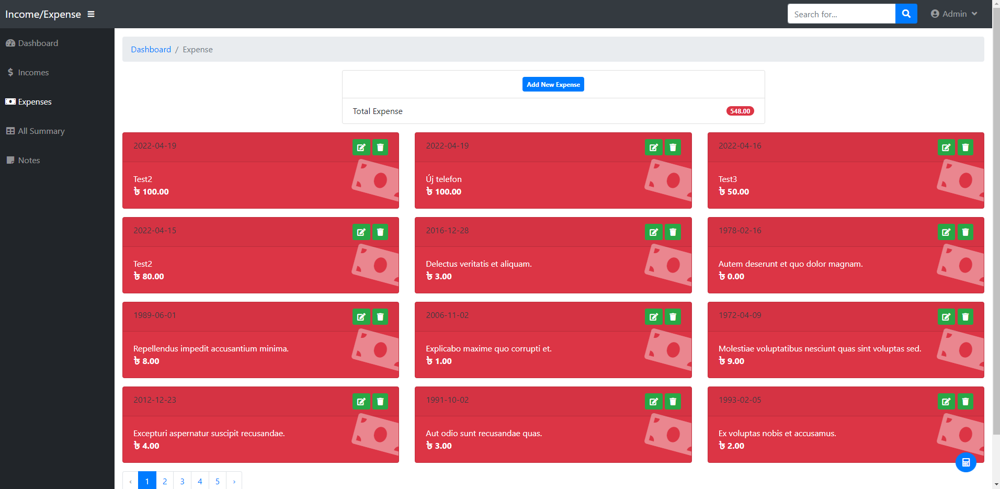 Income/Expense
Search for...
Admin
Dashboard
Incomes
Expenses
All Summary
Notes
Dashboard / Expense
Add New Expense
Total Expense 548.00
2022-04-19
Test2
৳ 100.00
2022-04-19
Új telefon
৳ 100.00
2022-04-16
Test3
৳ 50.00
2022-04-15
Test2
৳ 80.00
2016-12-28
Delectus veritatis et aliquam.
৳ 3.00
1978-02-16
Autem deserunt et quo dolor magnam.
৳ 0.00
1989-06-01
Repellendus impedit accusantium minima.
৳ 8.00
2006-11-02
Explicabo maxime quo corrupti et.
৳ 1.00
1972-04-09
Molestiae voluptatibus nesciunt quas sint voluptas sed.
৳ 9.00
2012-12-23
Excepturi aspernatur suscipit recusandae.
৳ 4.00
1991-10-02
Aut odio sunt recusandae quas.
৳ 3.00
1993-02-05
Ex voluptas nobis et accusamus.
৳ 2.00
‹ 1 2 3 4 5 ›